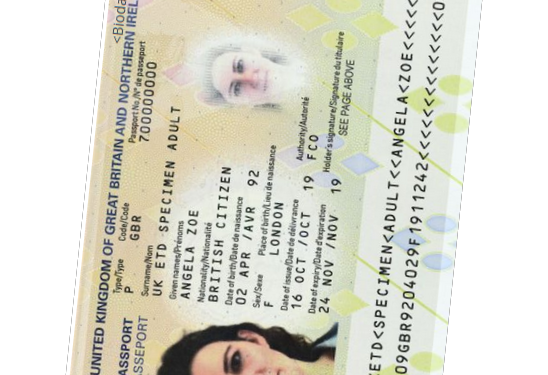 <Bioda
UNITED KINGDOM OF GREAT BRITAIN AND NORTHERN IREL
PASSPORT
PASSEPORT
Type/Type
P
Code/Code
GBR
Passport No./Nº de passeport
700000000
Surname/Nom
UK ETD SPECIMEN ADULT
Given names/Prénoms
ANGELA ZOE
Nationality/Nationalité
BRITISH CITIZEN
Date of birth/Date de naissance
02 APR /AVR 92
Sex/Sexe
F
Place of birth/Lieu de naissance
LONDON
Date of issue/Date de délivrance
16 OCT /OCT 19
Authority/Autorité
FCO
Date of expiry/Date d'expiration
24 NOV /NOV 19
Holder's signature/Signature du titulaire
SEE PAGE ABOVE
ETD<SPECIMEN<ADULT<<ANGELA<ZOE<<<<
09GBR9204029F1911242<<<<<<<<<<<<<<0